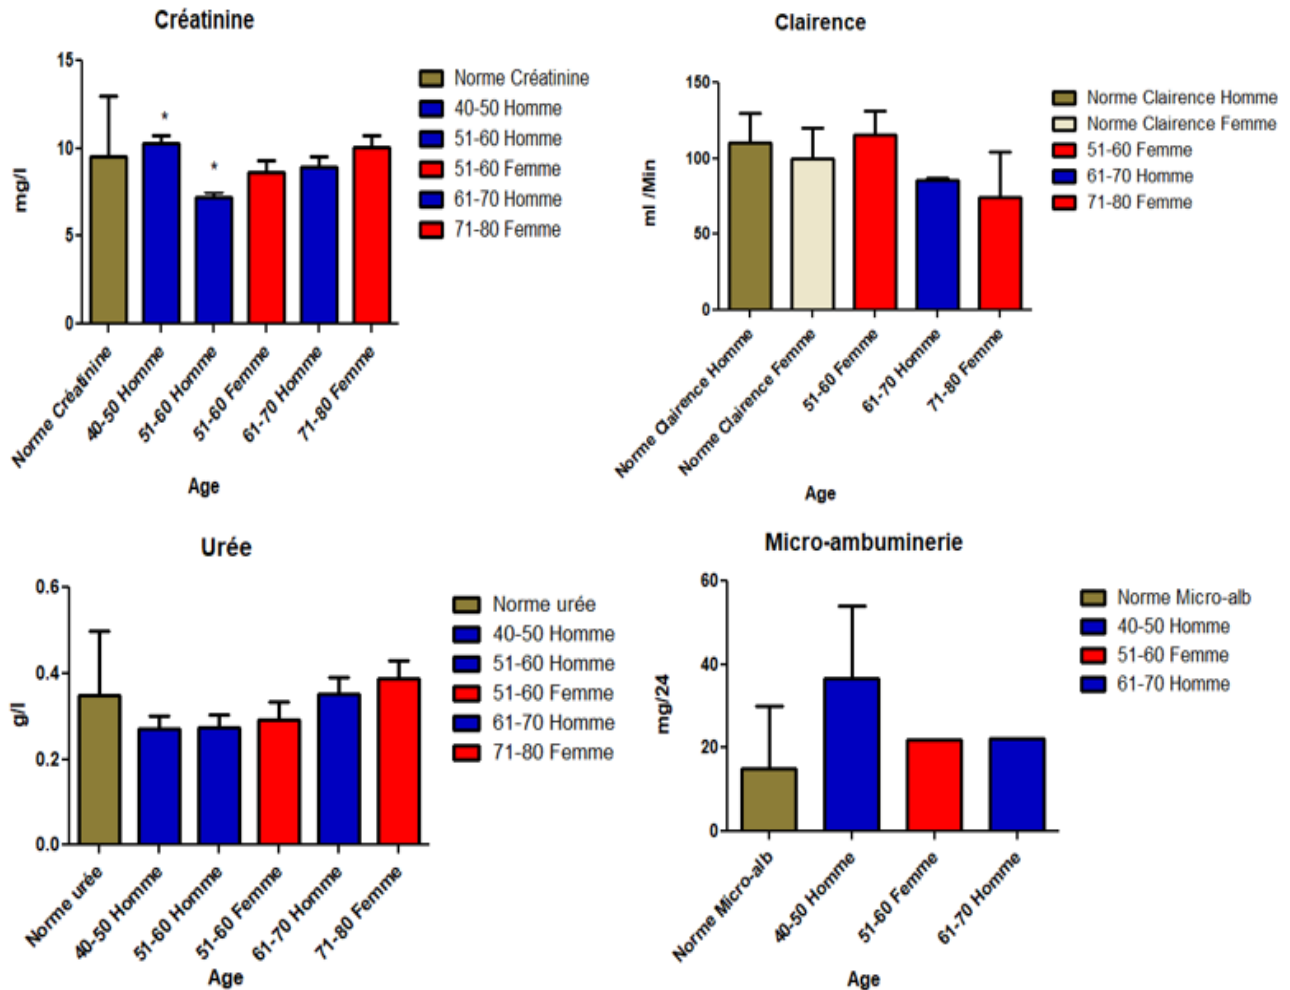 Créatinine
15
10
5
0
mg/l
*
*
Norme Créatinine
40-50 Homme
51-60 Homme
51-60 Femme
61-70 Homme
71-80 Femme
Age
Norme Créatinine
40-50 Homme
51-60 Homme
51-60 Femme
61-70 Homme
71-80 Femme
Clairence
150
100
50
0
ml /Min
Norme Clairence Homme
Norme Clairence Femme
51-60 Femme
61-70 Homme
71-80 Femme
Age
Norme Clairence Homme
Norme Clairence Femme
51-60 Femme
61-70 Homme
71-80 Femme
Urée
0.6
0.4
0.2
0.0
g/l
Norme urée
40-50 Homme
51-60 Homme
51-60 Femme
61-70 Homme
71-80 Femme
Age
Norme urée
40-50 Homme
51-60 Homme
51-60 Femme
61-70 Homme
71-80 Femme
Micro-ambuminerie
60
40
20
0
mg/24
Norme Micro-alb
40-50 Homme
51-60 Femme
61-70 Homme
Age
Norme Micro-alb
40-50 Homme
51-60 Femme
61-70 Homme